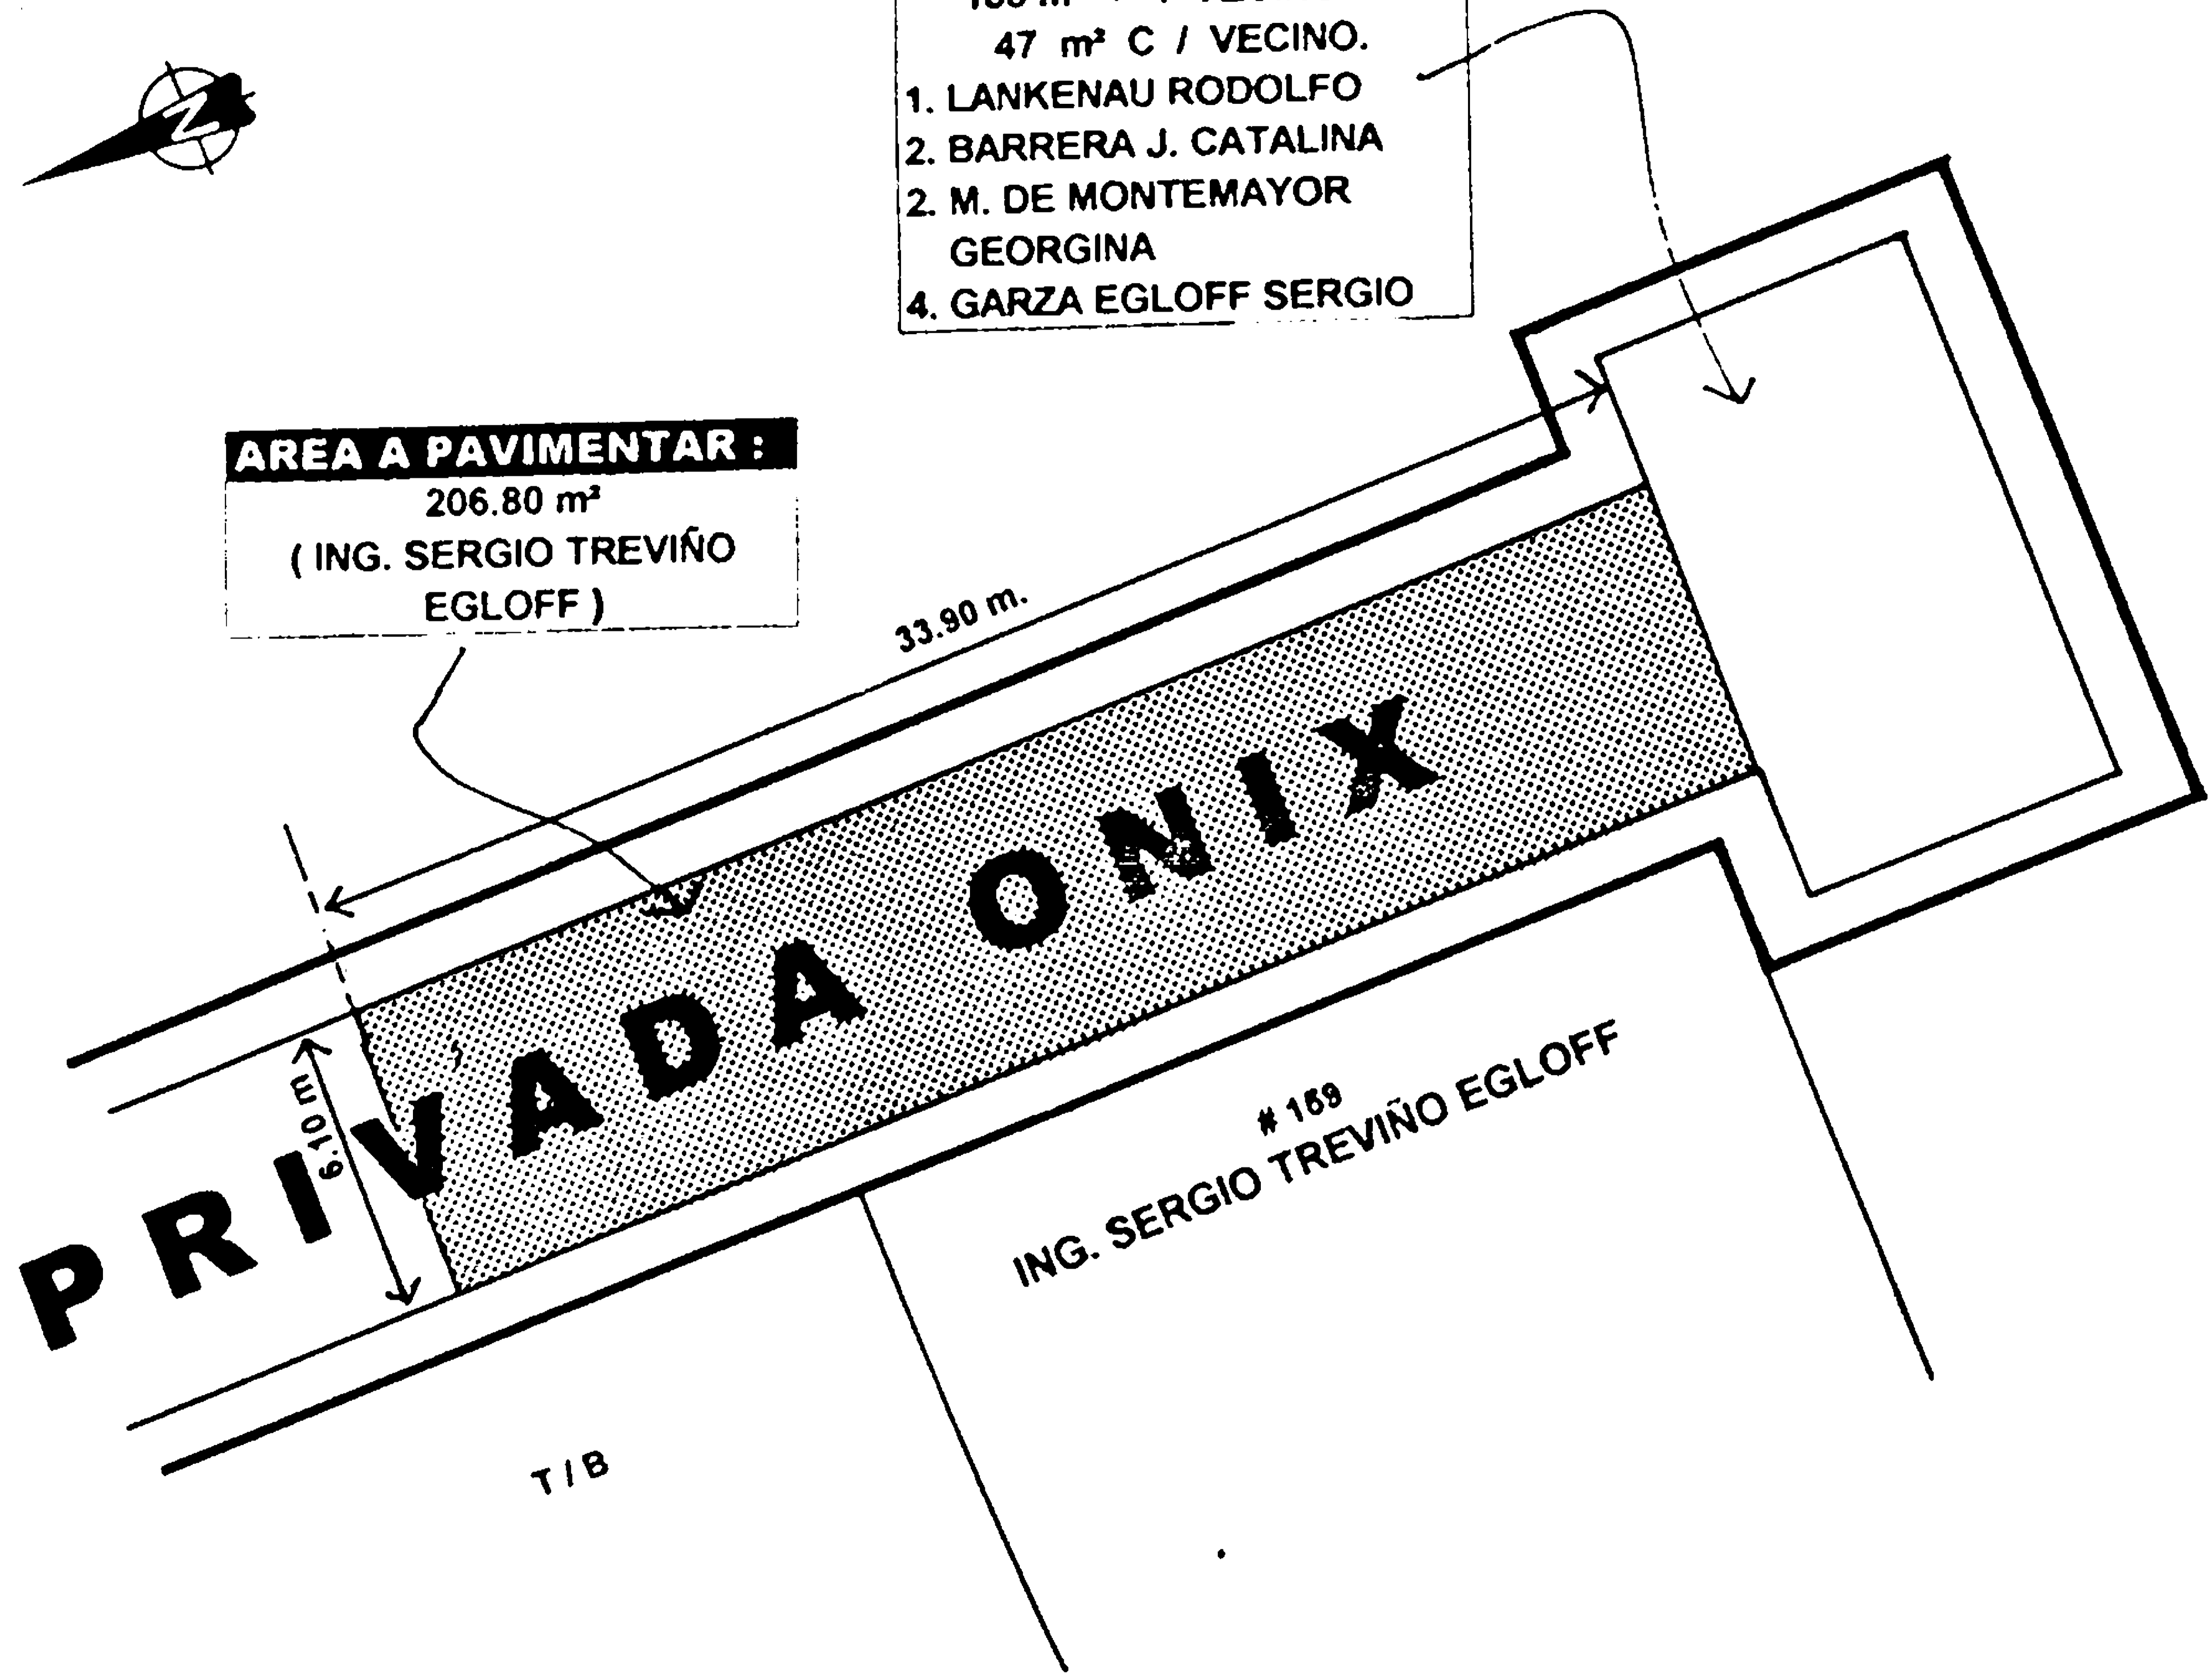 47 m² C / VECINO.
1. LANKENAU RODOLFO
2. BARRERA J. CATALINA
2. M. DE MONTEMAYOR
GEORGINA
4. GARZA EGLOFF SERGIO
N
AREA A PAVIMENTAR :
206.80 m²
( ING. SERGIO TREVIÑO
EGLOFF )
33.90 m.
6.10 m
PRIVADA ONIX
# 169
ING. SERGIO TREVIÑO EGLOFF
T / B